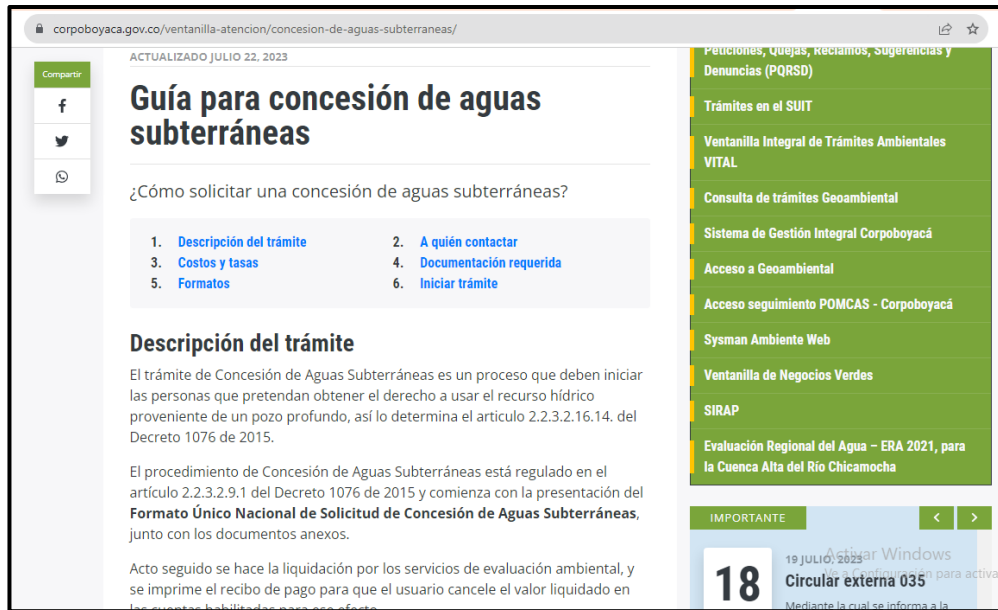 corpoboyaca.gov.co/ventanilla-atencion/concesion-de-aguas-subterraneas/
Compartir
ACTUALIZADO JULIO 22, 2023
Guía para concesión de aguas
subterráneas
¿Cómo solicitar una concesión de aguas subterráneas?
1. Descripción del trámite
2. A quién contactar
3. Costos y tasas
4. Documentación requerida
5. Formatos
6. Iniciar trámite
Descripción del trámite
El trámite de Concesión de Aguas Subterráneas es un proceso que deben iniciar
las personas que pretendan obtener el derecho a usar el recurso hídrico
proveniente de un pozo profundo, así lo determina el articulo 2.2.3.2.16.14. del
Decreto 1076 de 2015.
El procedimiento de Concesión de Aguas Subterráneas está regulado en el
artículo 2.2.3.2.9.1 del Decreto 1076 de 2015 y comienza con la presentación del
Formato Único Nacional de Solicitud de Concesión de Aguas Subterráneas,
junto con los documentos anexos.
Acto seguido se hace la liquidación por los servicios de evaluación ambiental, y
se imprime el recibo de pago para que el usuario cancele el valor liquidado en
las cuentas habilitadas para ese efecto
Peticiones, Quejas, Reclamos, Sugerencias y
Denuncias (PQRSD)
Trámites en el SUIT
Ventanilla Integral de Trámites Ambientales
VITAL
Consulta de trámites Geoambiental
Sistema de Gestión Integral Corpoboyacá
Acceso a Geoambiental
Acceso seguimiento POMCAS - Corpoboyacá
Sysman Ambiente Web
Ventanilla de Negocios Verdes
SIRAP
Evaluación Regional del Agua – ERA 2021, para
la Cuenca Alta del Río Chicamocha
IMPORTANTE
18
19 JULIO, 2023
Circular externa 035
Mediante la cual se informa a la
Activar Windows
Ve a Configuración para activa